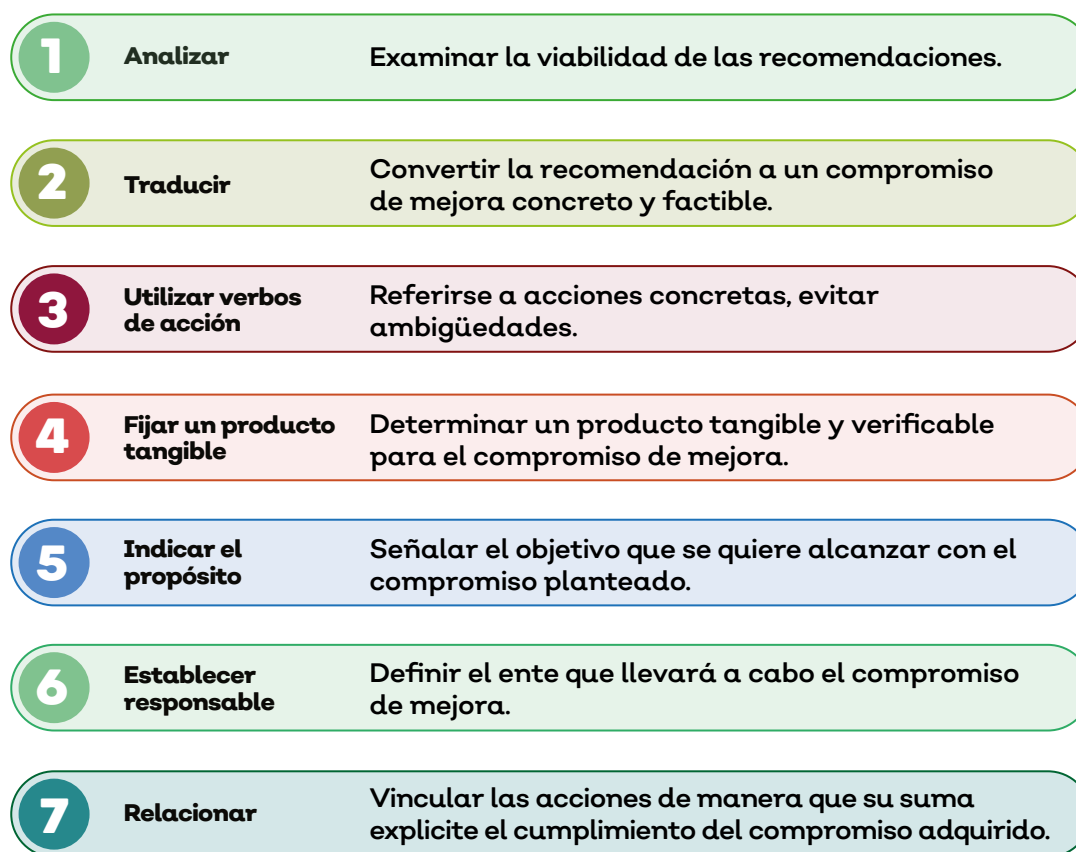 1 Analizar Examinar la viabilidad de las recomendaciones.
2 Traducir Convertir la recomendación a un compromiso
de mejora concreto y factible.
3 Utilizar verbos
de acción
Referirse a acciones concretas, evitar
ambigüedades.
4 Fijar un producto
tangible
Determinar un producto tangible y verificable
para el compromiso de mejora.
5 Indicar el
propósito
Señalar el objetivo que se quiere alcanzar con el
compromiso planteado.
6 Establecer
responsable
Definir el ente que llevará a cabo el compromiso
de mejora.
7 Relacionar Vincular las acciones de manera que su suma
explicite el cumplimiento del compromiso adquirido.